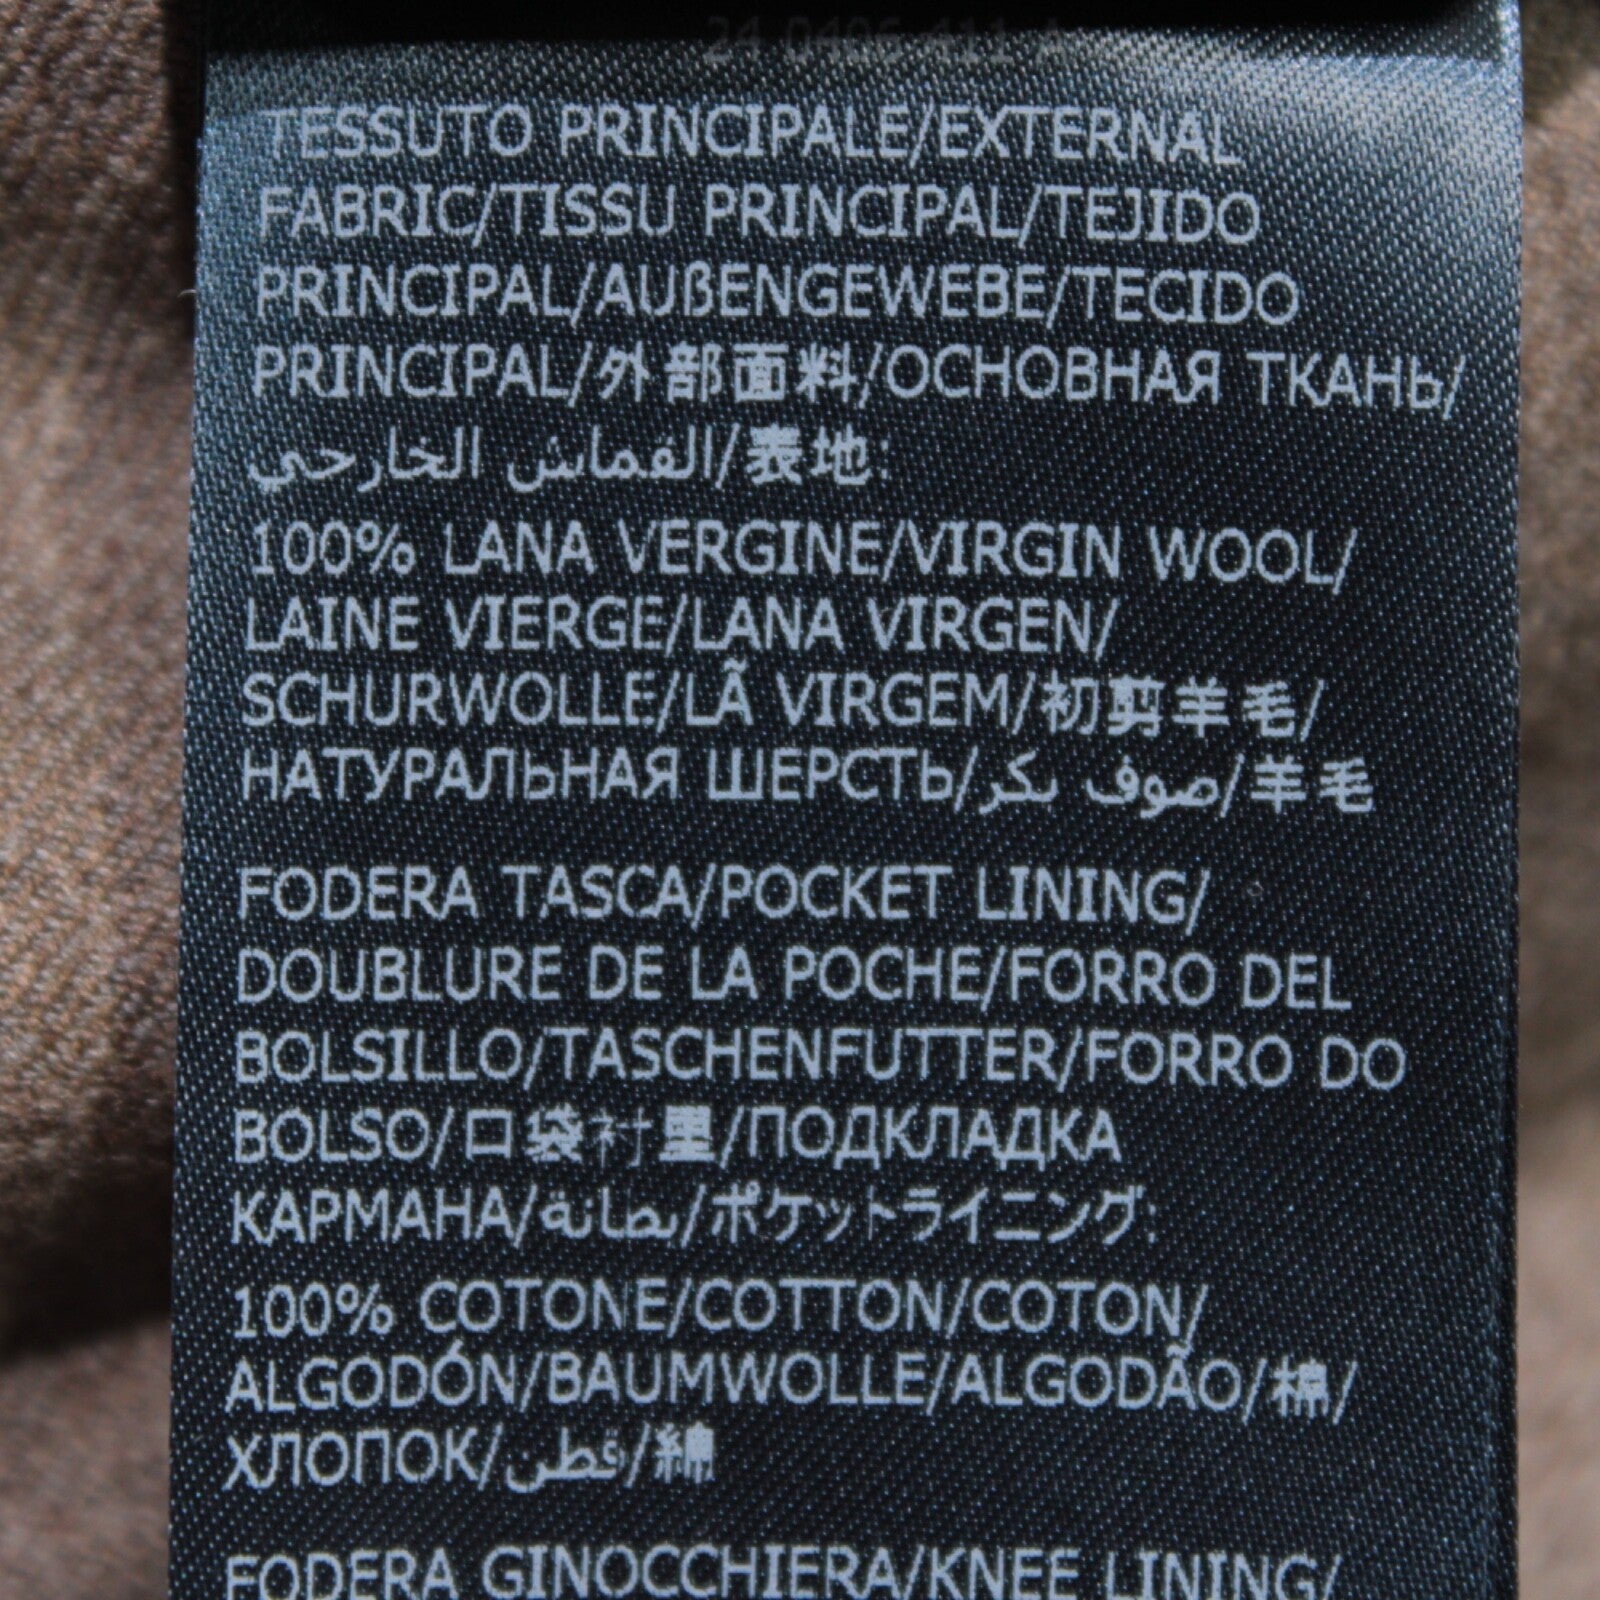 TESSUTO PRINCIPALE/EXTERNAL
FABRIC/TISSU PRINCIPAL/TEJIDO
PRINCIPAL/AUßENGEWEBE/TECIDO
PRINCIPAL/外部面料/ОСНОВНАЯ ТКАНЬ/
القماش الخارجي/表地:
100% LANA VERGINE/VIRGIN WOOL/
LAINE VIERGE/LANA VIRGEN/
SCHURWOLLE/LÃ VIRGEM/初剪羊毛/
НАТУРАЛЬНАЯ ШЕРСТЬ/صوف بكر/羊毛
FODERA TASCA/POCKET LINING/
DOUBLURE DE LA POCHE/FORRO DEL
BOLSILLO/TASCHENFUTTER/FORRO DO
BOLSO/口袋衬里/ПОДКЛАДКА
КАРМАНА/بطانة/ポケットライニング:
100% COTONE/COTTON/COTON/
ALGODÓN/BAUMWOLLE/ALGODÃO/棉/
ХЛОПОК/قطن/綿
FODERA GINOCCHIERA/KNEE LINING/